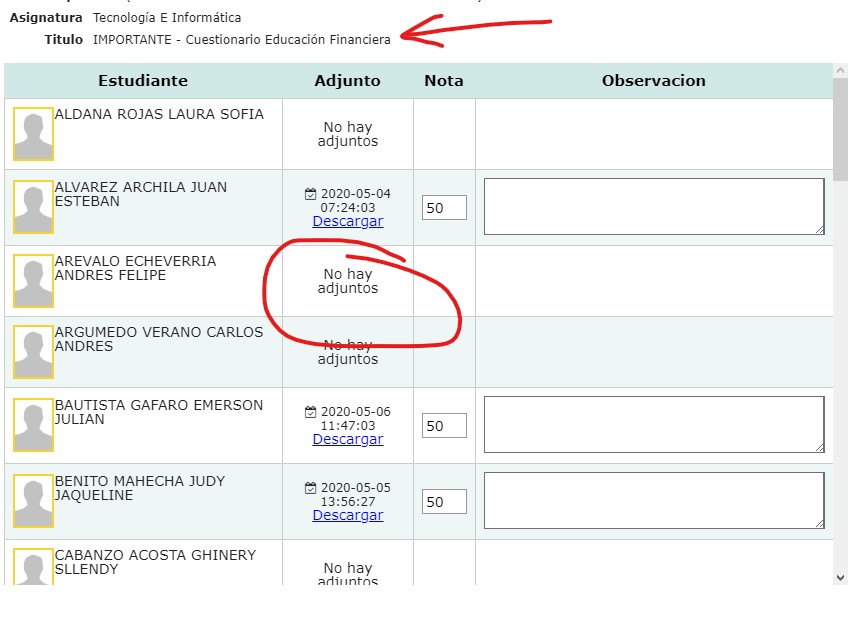 Asignatura Tecnología E Informática
Titulo IMPORTANTE - Cuestionario Educación Financiera
Estudiante Adjunto Nota Observacion
ALDANA ROJAS LAURA SOFIA
No hay
adjuntos
ALVAREZ ARCHILA JUAN
ESTEBAN
2020-05-04
07:24:03
Descargar
50
AREVALO ECHEVERRIA
ANDRES FELIPE
No hay
adjuntos
ARGUMEDO VERANO CARLOS
ANDRES
No hay
adjuntos
BAUTISTA GAFARO EMERSON
JULIAN
2020-05-06
11:47:03
Descargar
50
BENITO MAHECHA JUDY
JAQUELINE
2020-05-05
13:56:27
Descargar
50
CABANZO ACOSTA GHINERY
SLLENDY
No hay
adjuntos